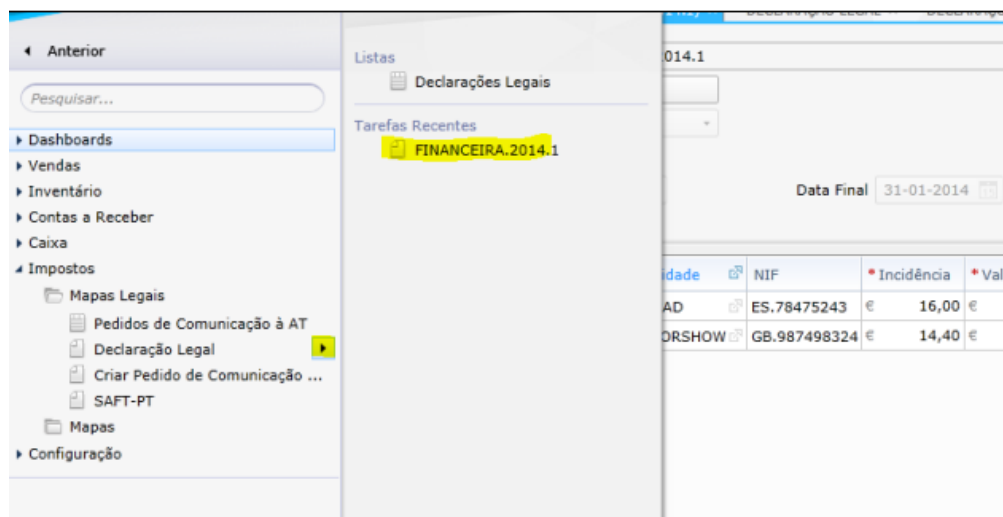 Anterior
Pesquisar...
Dashboards
Vendas
Inventário
Contas a Receber
Caixa
Impostos
Mapas Legais
Pedidos de Comunicação à AT
Declaração Legal
Criar Pedido de Comunicação ...
SAFT-PT
Mapas
Configuração
Listas
Declarações Legais
Tarefas Recentes
FINANCEIRA.2014.1
014.1
Data Final 31-01-2014
idade NIF *Incidência *Val
AD ES.78475243 € 16,00 €
ORSHOW GB.987498324 € 14,40 €